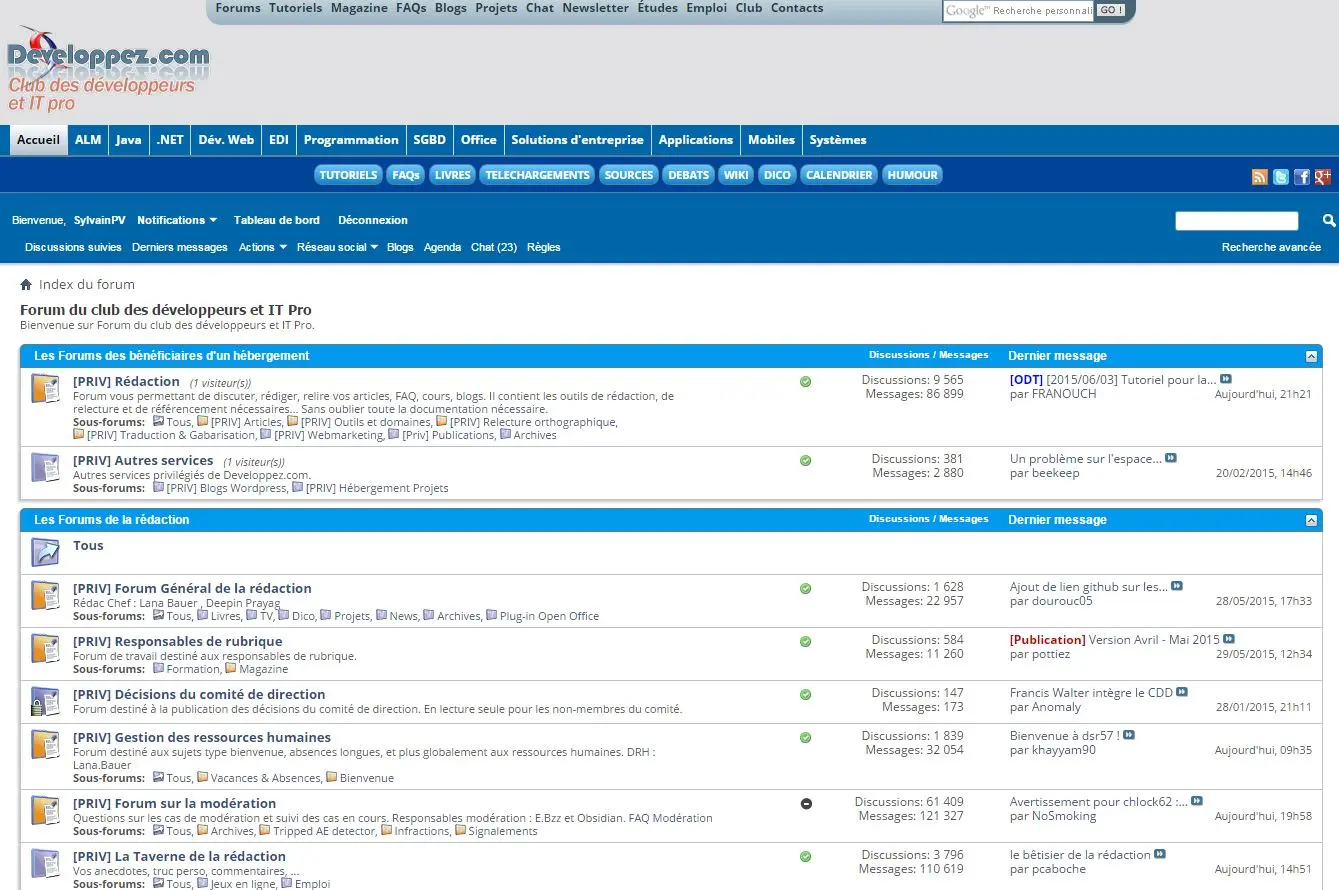 Forums Tutoriels Magazine FAQs Blogs Projets Chat Newsletter Études Emploi Club Contacts
Google™ Recherche personnali GO !
Developpez.com
Club des développeurs
et IT pro
Accueil ALM Java .NET Dév. Web EDI Programmation SGBD Office Solutions d'entreprise Applications Mobiles Systèmes
TUTORIELS FAQs LIVRES TELECHARGEMENTS SOURCES DEBATS WIKI DICO CALENDRIER HUMOUR
Bienvenue, SylvainPV Notifications Tableau de bord Déconnexion
Discussions suivies Derniers messages Actions Réseau social Blogs Agenda Chat (23) Règles Recherche avancée
Index du forum
Forum du club des développeurs et IT Pro
Bienvenue sur Forum du club des développeurs et IT Pro.
Les Forums des bénéficiaires d'un hébergement Discussions / Messages Dernier message
[PRIV] Rédaction (1 visiteur(s))
Forum vous permettant de discuter, rédiger, relire vos articles, FAQ, cours, blogs. Il contient les outils de rédaction, de
relecture et de référencement nécessaires... Sans oublier toute la documentation nécessaire.
Sous-forums: Tous, [PRIV] Articles, [PRIV] Outils et domaines, [PRIV] Relecture orthographique,
[PRIV] Traduction & Gabarisation, [PRIV] Webmarketing, [Priv] Publications, Archives
Discussions: 9 565
Messages: 86 899
[ODT] [2015/06/03] Tutoriel pour la...
par FRANOUCH Aujourd'hui, 21h21
[PRIV] Autres services (1 visiteur(s))
Autres services privilégiés de Developpez.com.
Sous-forums: [PRIV] Blogs Wordpress, [PRIV] Hébergement Projets
Discussions: 381
Messages: 2 880
Un problème sur l'espace...
par beekeep 20/02/2015, 14h46
Les Forums de la rédaction Discussions / Messages Dernier message
Tous
[PRIV] Forum Général de la rédaction
Rédac Chef : Lana Bauer , Deepin Prayag
Sous-forums: Tous, Livres, TV, Dico, Projets, News, Archives, Plug-in Open Office
Discussions: 1 628
Messages: 22 957
Ajout de lien github sur les...
par dourouc05 28/05/2015, 17h33
[PRIV] Responsables de rubrique
Forum de travail destiné aux responsables de rubrique.
Sous-forums: Formation, Magazine
Discussions: 584
Messages: 11 260
[Publication] Version Avril - Mai 2015
par pottiez 29/05/2015, 12h34
[PRIV] Décisions du comité de direction
Forum destiné à la publication des décisions du comité de direction. En lecture seule pour les non-membres du comité.
Discussions: 147
Messages: 173
Francis Walter intègre le CDD
par Anomaly 28/01/2015, 21h11
[PRIV] Gestion des ressources humaines
Forum destiné aux sujets type bienvenue, absences longues, et plus globalement aux ressources humaines. DRH :
Lana.Bauer
Sous-forums: Tous, Vacances & Absences, Bienvenue
Discussions: 1 839
Messages: 32 054
Bienvenue à dsr57 !
par khayyam90 Aujourd'hui, 09h35
[PRIV] Forum sur la modération
Questions sur les cas de modération et suivi des cas en cours. Responsables modération : E.Bzz et Obsidian. FAQ Modération
Sous-forums: Tous, Archives, Tripped AE detector, Infractions, Signalements
Discussions: 61 409
Messages: 121 327
Avertissement pour chlock62 :...
par NoSmoking Aujourd'hui, 19h58
[PRIV] La Taverne de la rédaction
Vos anecdotes, truc perso, commentaires, ...
Sous-forums: Tous, Jeux en ligne, Emploi
Discussions: 3 796
Messages: 110 619
le bêtisier de la rédaction
par pcaboche Aujourd'hui, 14h51